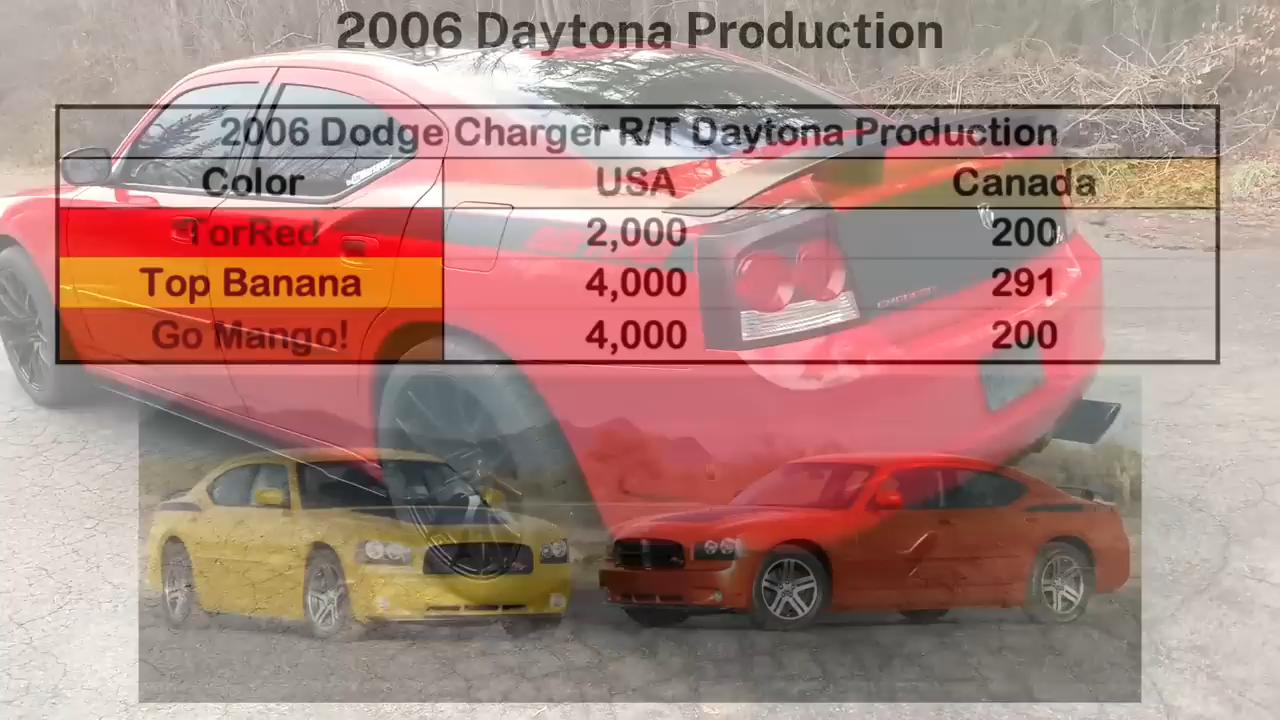 2006 Daytona Production
2006 Dodge Charger R/T Daytona Production
Color USA Canada
TorRed 2,000 200
Top Banana 4,000 291
Go Mango! 4,000 200
CHARGER